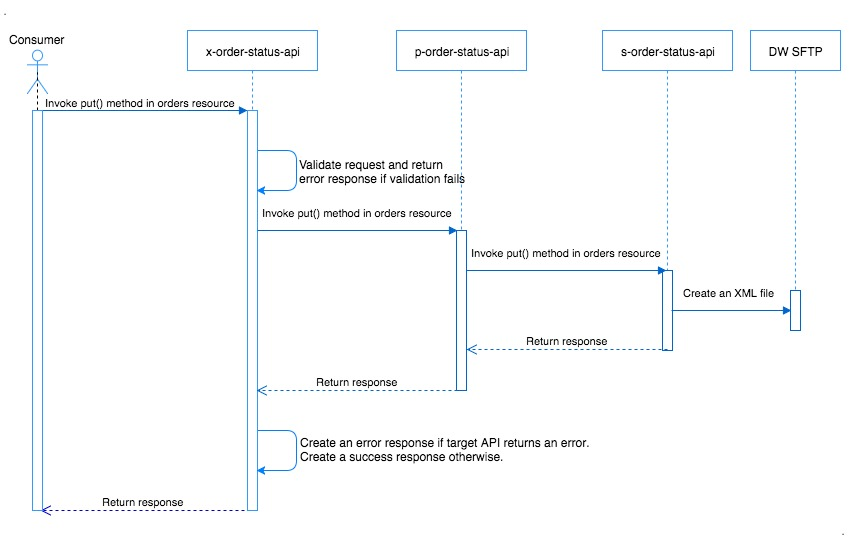 Consumer
x-order-status-api
p-order-status-api
s-order-status-api
DW SFTP
Invoke put() method in orders resource
Validate request and return
error response if validation fails
Invoke put() method in orders resource
Invoke put() method in orders resource
Create an XML file
Return response
Return response
Create an error response if target API returns an error.
Create a success response otherwise.
Return response